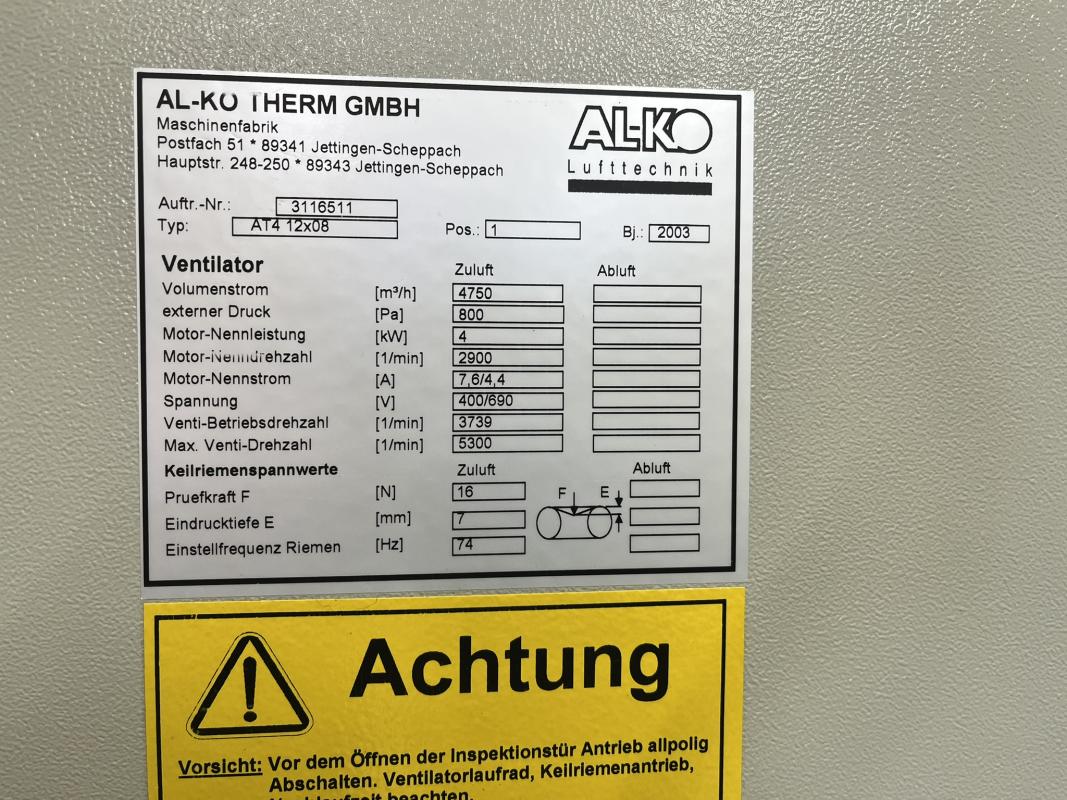 AL-KO THERM GMBH
Maschinenfabrik
Postfach 51 * 89341 Jettingen-Scheppach
Hauptstr. 248-250 * 89343 Jettingen-Scheppach
AL-KO
Lufttechnik
Auftr.-Nr.: 3116511
Typ: AT4 12x08 Pos.: 1 Bj.: 2003
Ventilator Zuluft Abluft
Volumenstrom [m³/h] 4750
externer Druck [Pa] 800
Motor-Nennleistung [kW] 4
Motor-Nenndrehzahl [1/min] 2900
Motor-Nennstrom [A] 7,6/4,4
Spannung [V] 400/690
Venti-Betriebsdrehzahl [1/min] 3739
Max. Venti-Drehzahl [1/min] 5300
Keilriemenspannwerte Zuluft Abluft
Pruefkraft F [N] 16
Eindrucktiefe E [mm] 7
Einstellfrequenz Riemen [Hz] 74
F E
Achtung
Vorsicht: Vor dem Öffnen der Inspektionstür Antrieb allpolig
Abschalten. Ventilatorlaufrad, Keilriemenantrieb,
Nachlaufzeit beachten.